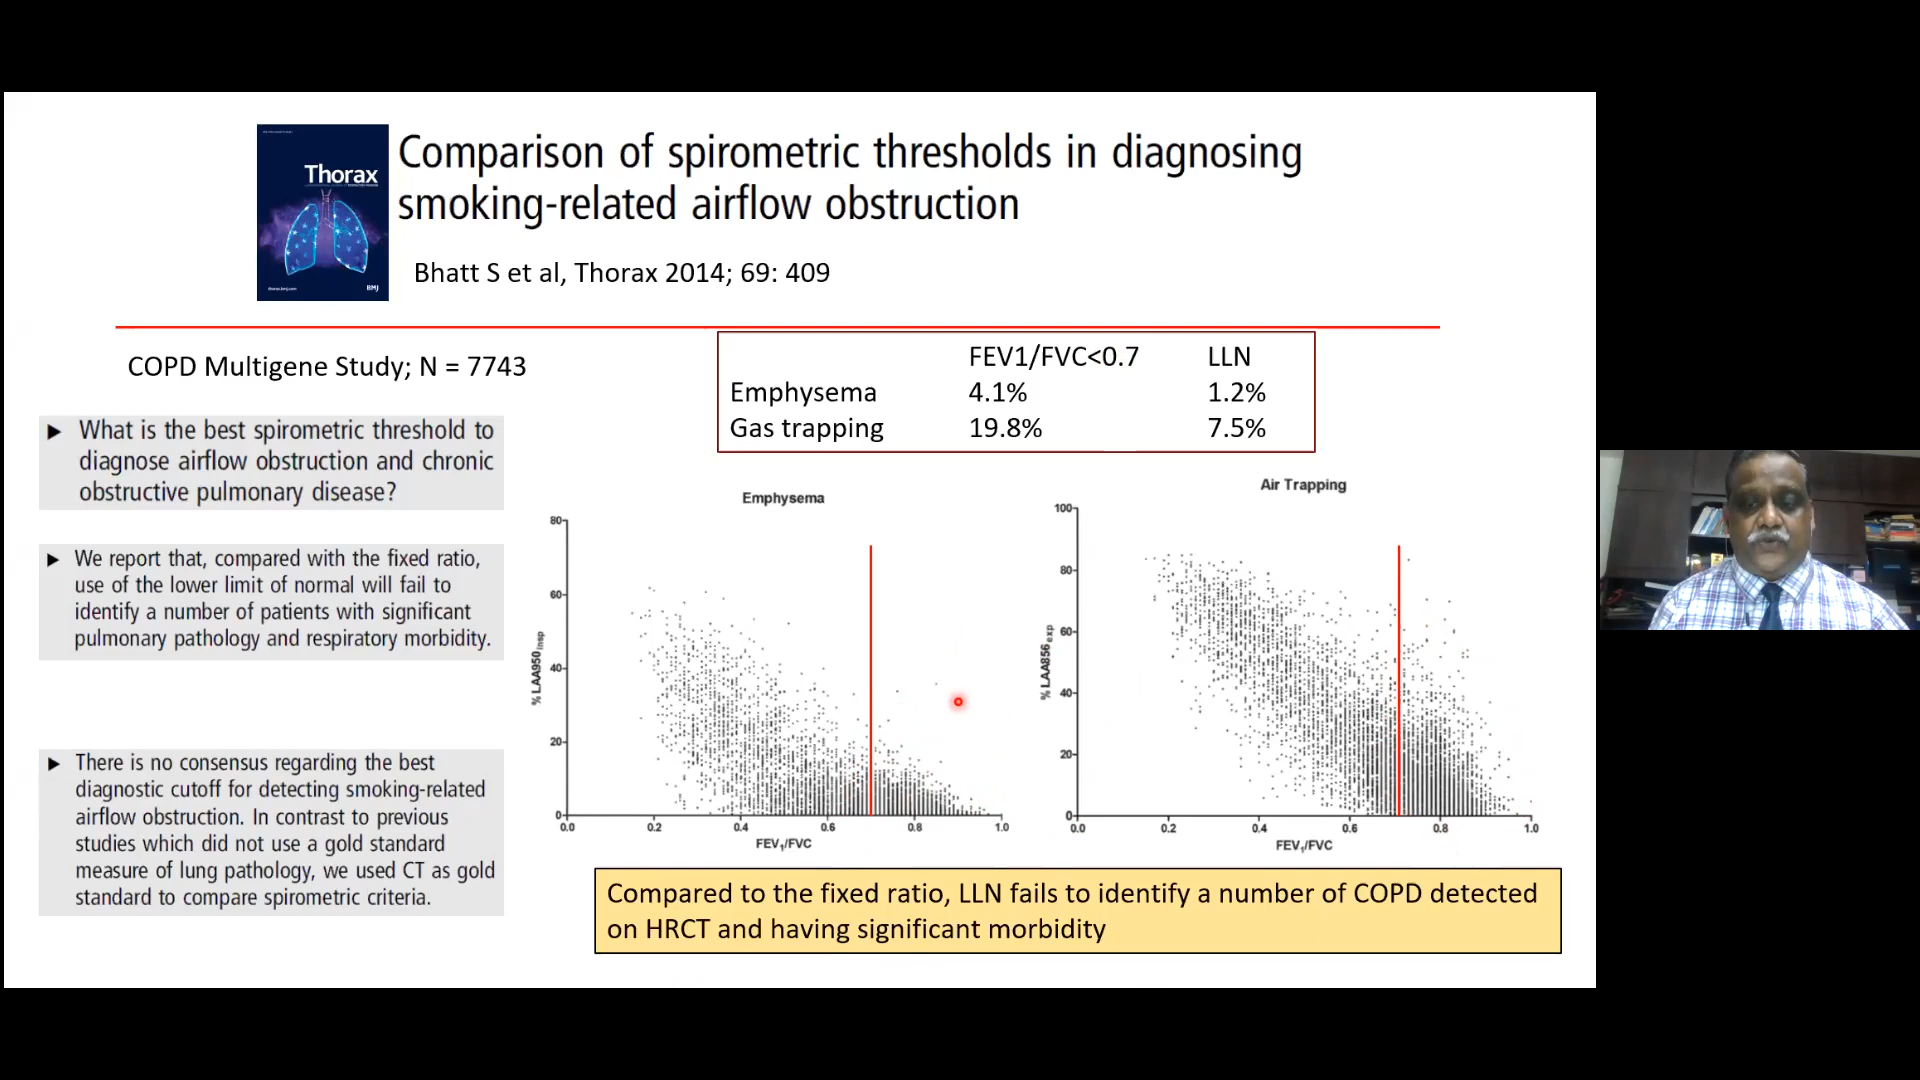 Thorax
thorax.bmj.com
BMJ
Comparison of spirometric thresholds in diagnosing
smoking-related airflow obstruction
Bhatt S et al, Thorax 2014; 69: 409
COPD Multigene Study; N = 7743
FEV1/FVC<0.7 LLN
Emphysema 4.1% 1.2%
Gas trapping 19.8% 7.5%
► What is the best spirometric threshold to
diagnose airflow obstruction and chronic
obstructive pulmonary disease?
► We report that, compared with the fixed ratio,
use of the lower limit of normal will fail to
identify a number of patients with significant
pulmonary pathology and respiratory morbidity.
► There is no consensus regarding the best
diagnostic cutoff for detecting smoking-related
airflow obstruction. In contrast to previous
studies which did not use a gold standard
measure of lung pathology, we used CT as gold
standard to compare spirometric criteria.
Emphysema
% LAA950insp
80
60
40
20
0
0.0 0.2 0.4 0.6 0.8 1.0
FEV1/FVC
Air Trapping
% LAA856exp
100
80
60
40
20
0
0.0 0.2 0.4 0.6 0.8 1.0
FEV1/FVC
Compared to the fixed ratio, LLN fails to identify a number of COPD detected
on HRCT and having significant morbidity